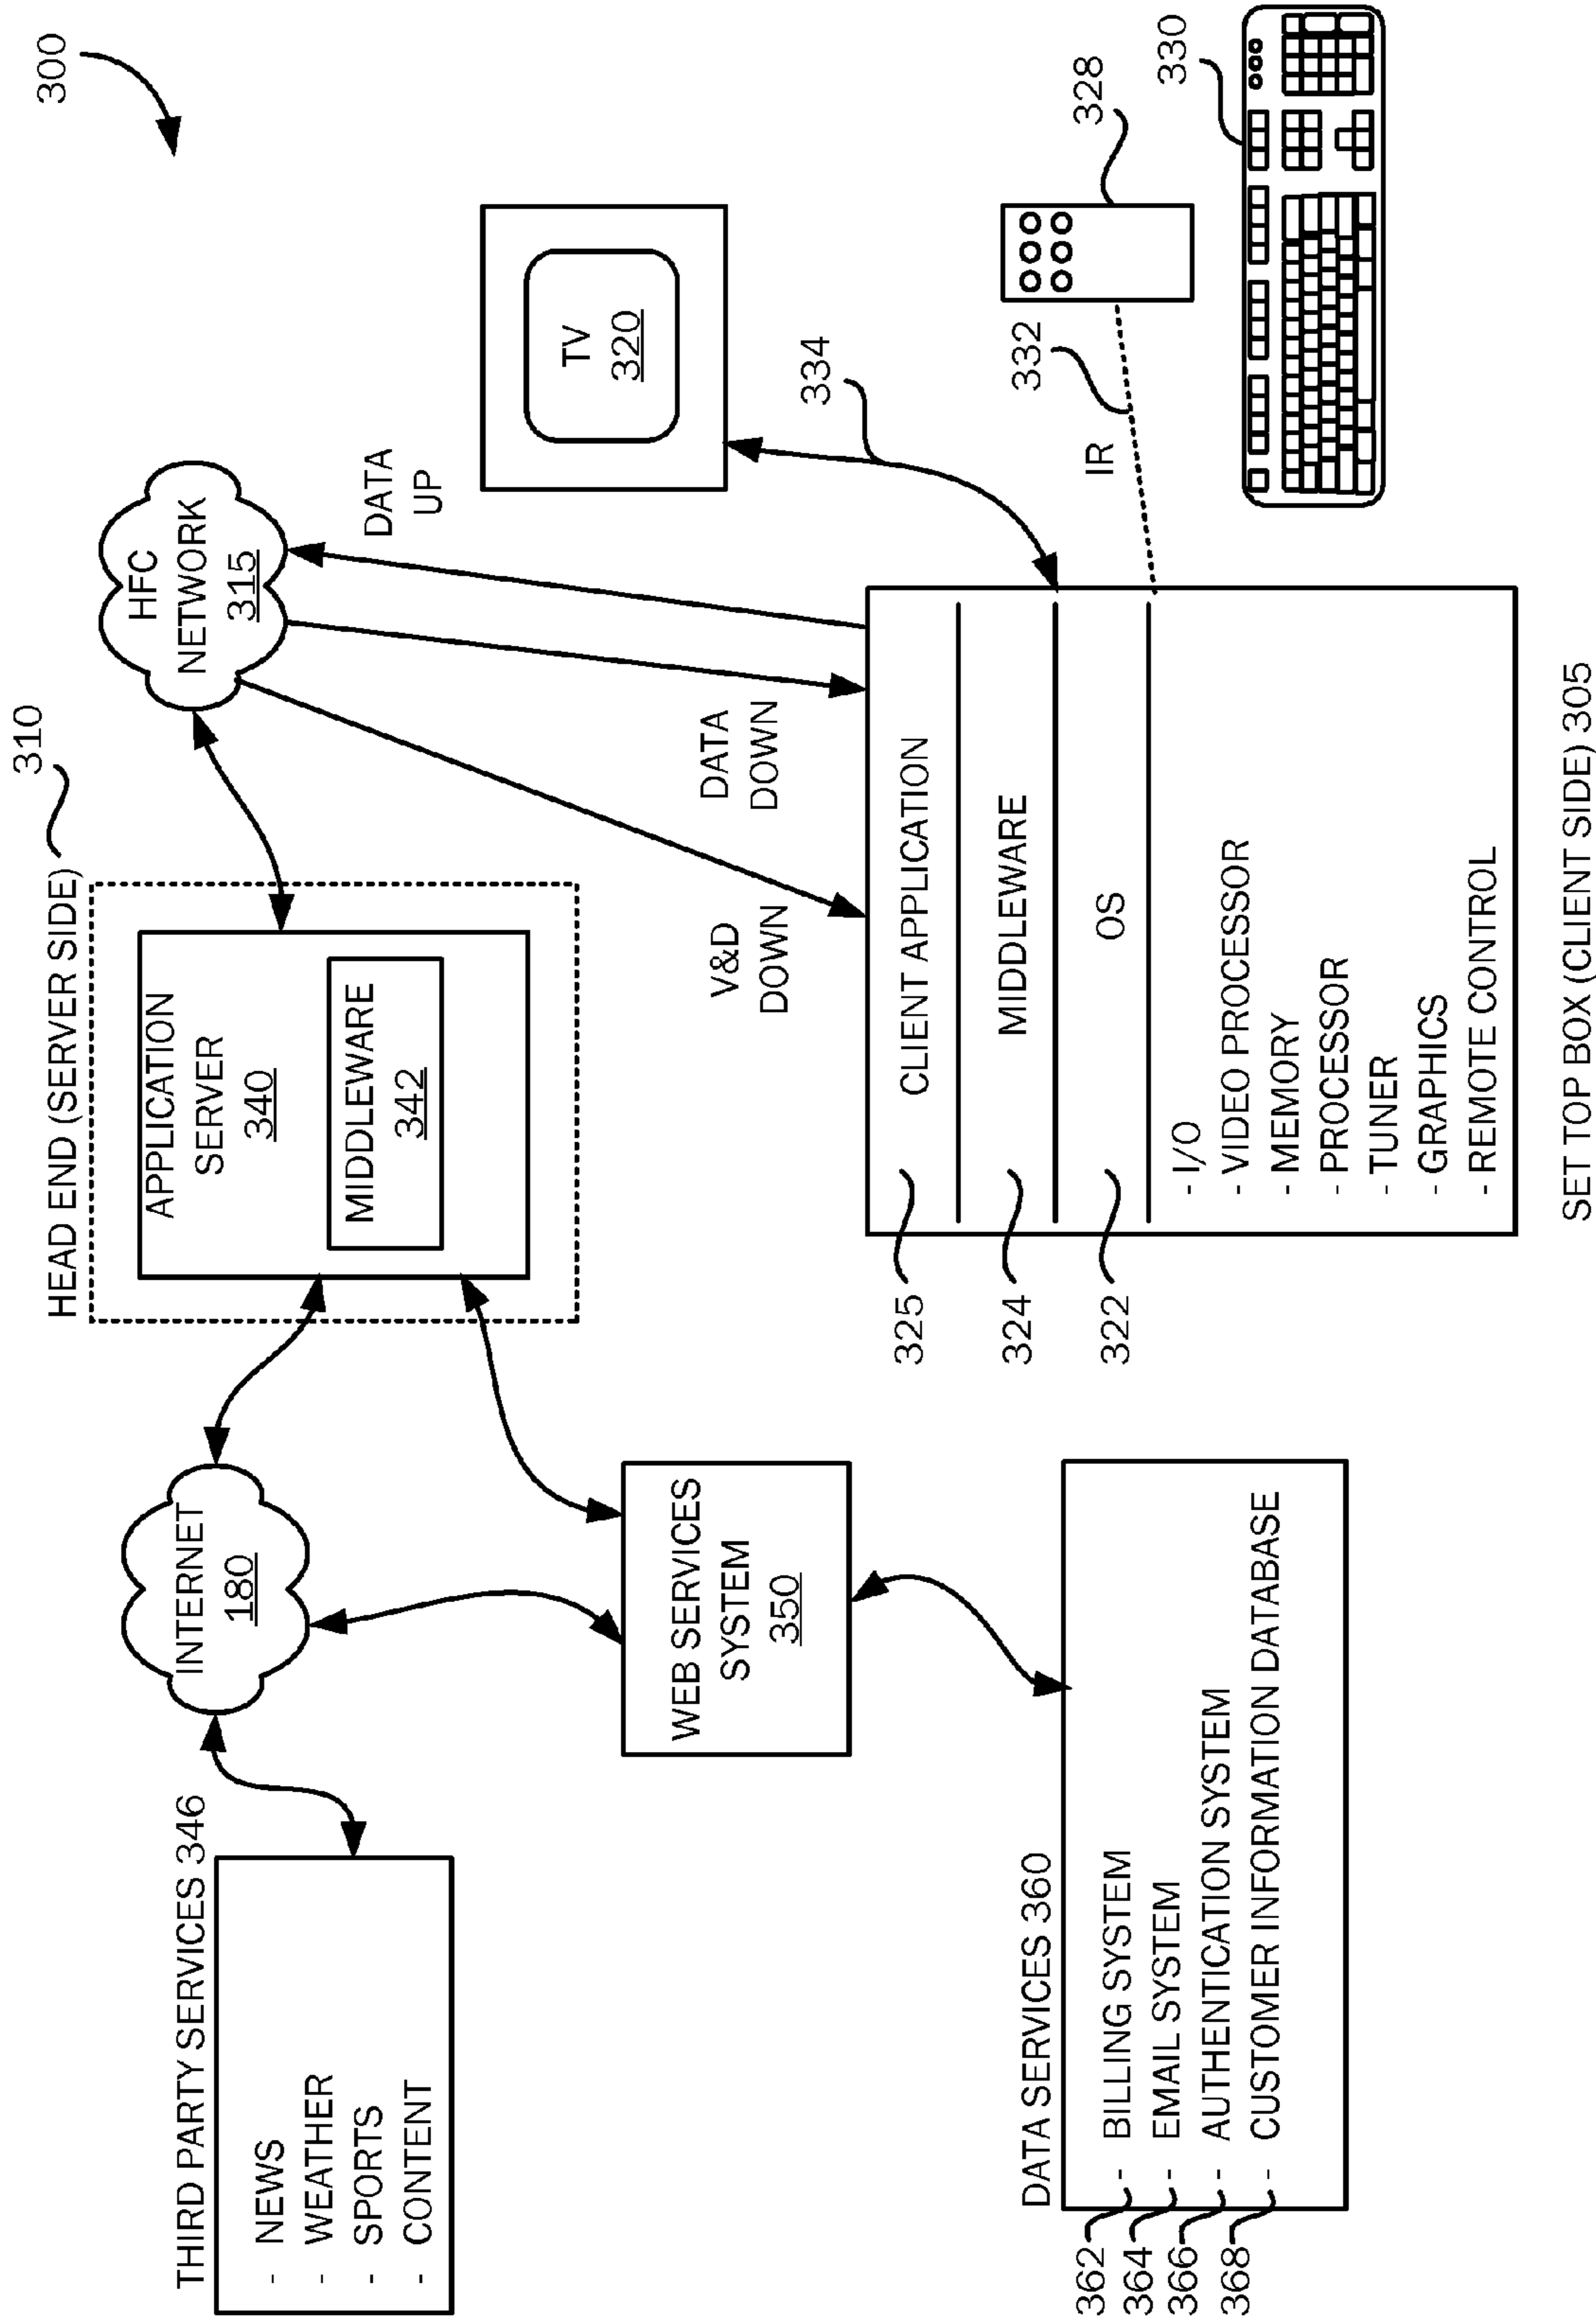 300
HEAD END (SERVER SIDE)
310
THIRD PARTY SERVICES 346
- NEWS
- WEATHER
- SPORTS
- CONTENT
INTERNET
180
APPLICATION
SERVER
340
MIDDLEWARE
342
HFC
NETWORK
315
DATA
UP
DATA
DOWN
V&D
DOWN
TV
320
334
WEB SERVICES
SYSTEM
350
DATA SERVICES 360
362
- BILLING SYSTEM
364
- EMAIL SYSTEM
366
- AUTHENTICATION SYSTEM
368
- CUSTOMER INFORMATION DATABASE
325
CLIENT APPLICATION
324
MIDDLEWARE
322
OS
- I/O
- VIDEO PROCESSOR
- MEMORY
- PROCESSOR
- TUNER
- GRAPHICS
- REMOTE CONTROL
SET TOP BOX (CLIENT SIDE) 305
IR
332
328
330